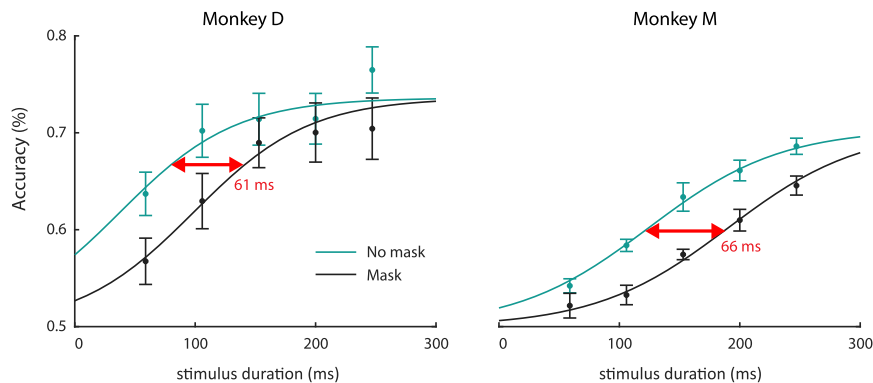 Monkey D
Monkey M
Accuracy (%)
0.8
0.7
0.6
0.5
61 ms
66 ms
No mask
Mask
0 100 200 300
0 100 200 300
stimulus duration (ms)
stimulus duration (ms)